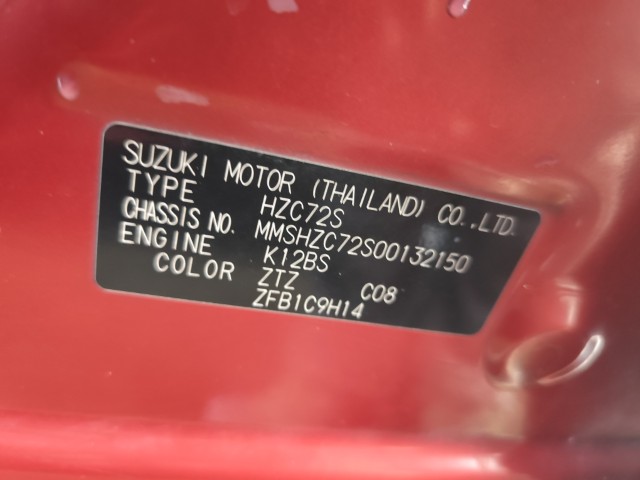 SUZUKI MOTOR (THAILAND) CO.,LTD.
TYPE HZC72S
CHASSIS NO. MMSHZC72S00132150
ENGINE K12BS
COLOR ZTZ C08
ZFB1C9H14